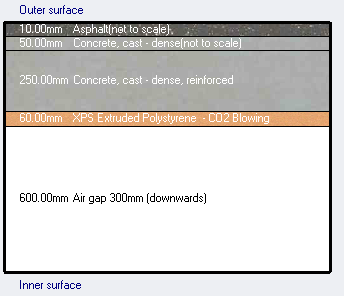 Outer surface
10.00mm Asphalt(not to scale)
50.00mm Concrete, cast - dense(not to scale)
250.00mm Concrete, cast - dense, reinforced
60.00mm XPS Extruded Polystyrene - CO2 Blowing
600.00mm Air gap 300mm (downwards)
Inner surface